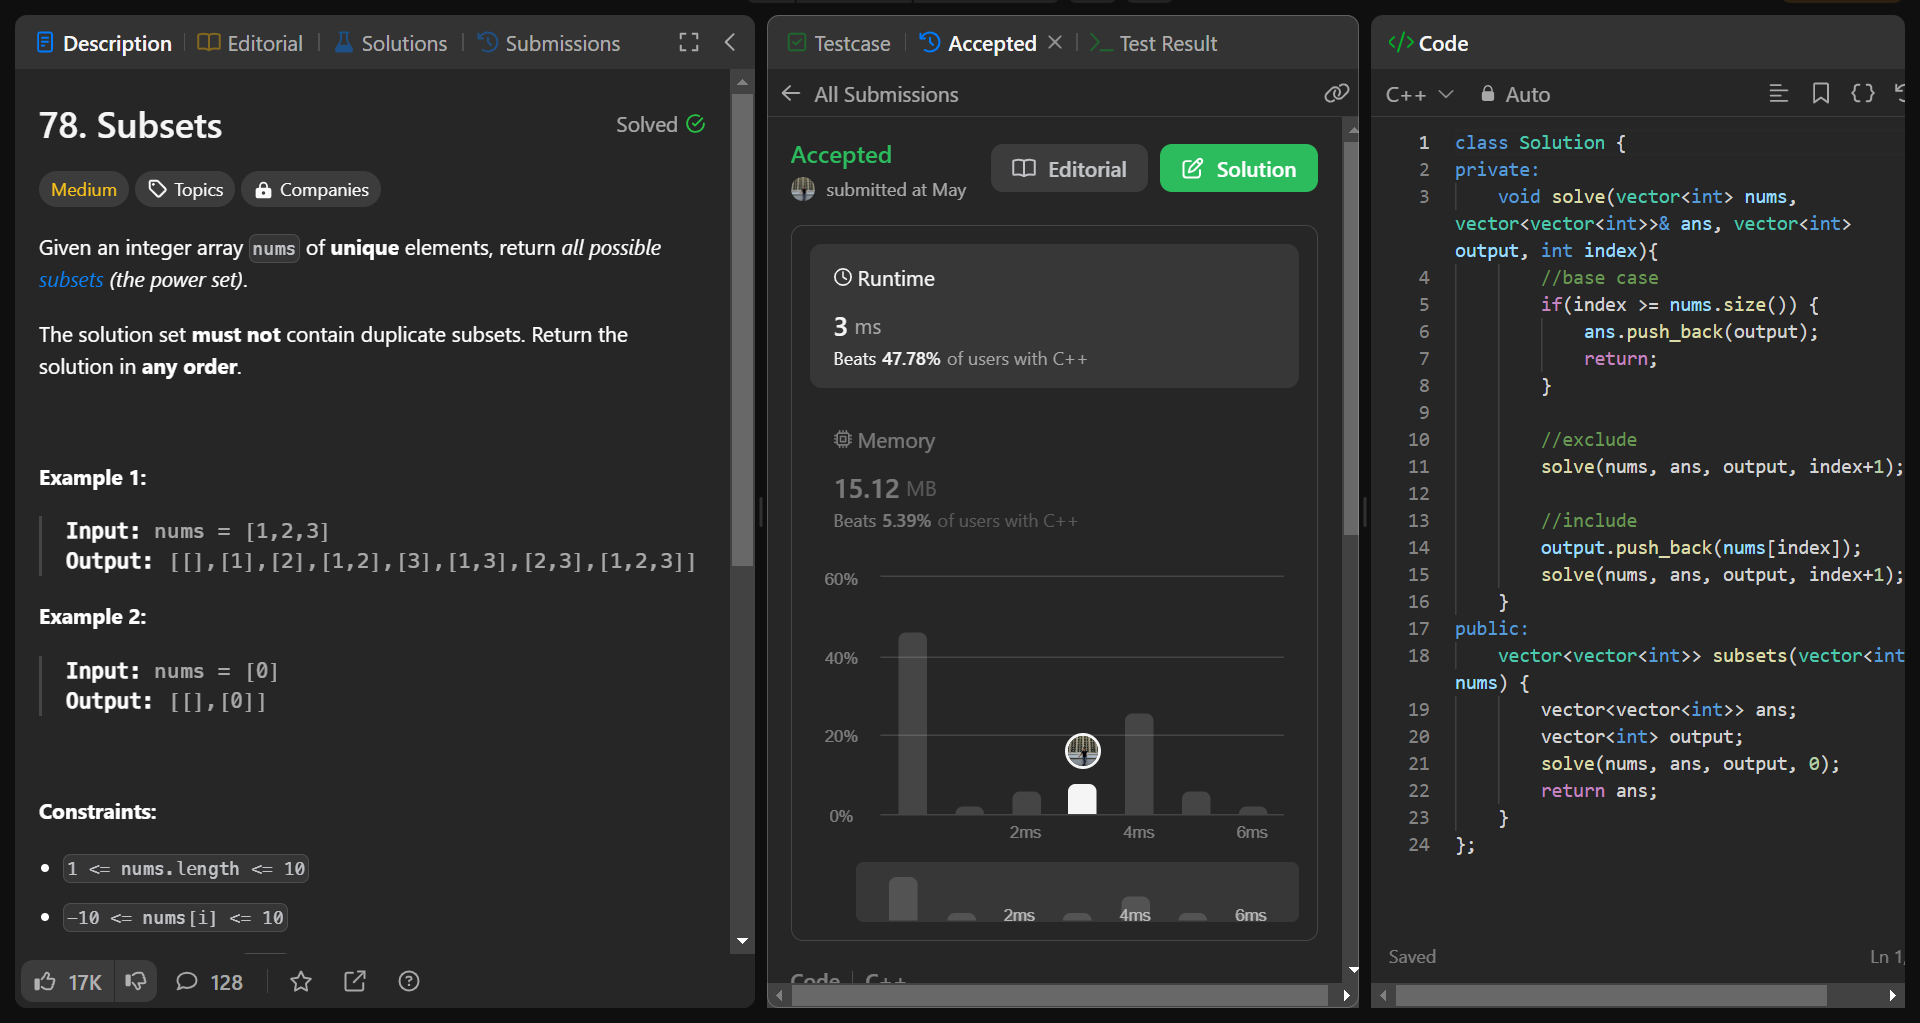 Description
Editorial
Solutions
Submissions
78. Subsets
Solved
Medium
Topics
Companies
Given an integer array nums of unique elements, return all possible
subsets (the power set).
The solution set must not contain duplicate subsets. Return the
solution in any order.
Example 1:
Input: nums = [1,2,3]
Output: [[],[1],[2],[1,2],[3],[1,3],[2,3],[1,2,3]]
Example 2:
Input: nums = [0]
Output: [[],[0]]
Constraints:
1 <= nums.length <= 10
-10 <= nums[i] <= 10
17K
128
Testcase
Accepted
Test Result
All Submissions
Accepted
submitted at May
Editorial
Solution
Runtime
3 ms
Beats 47.78% of users with C++
Memory
15.12 MB
Beats 5.39% of users with C++
60%
40%
20%
0%
2ms
4ms
6ms
2ms
4ms
6ms
Code
C++
</> Code
C++
Auto
1 class Solution {
2 private:
3 void solve(vector<int> nums,
vector<vector<int>>& ans, vector<int>
output, int index){
4 //base case
5 if(index >= nums.size()) {
6 ans.push_back(output);
7 return;
8 }
9
10 //exclude
11 solve(nums, ans, output, index+1);
12
13 //include
14 output.push_back(nums[index]);
15 solve(nums, ans, output, index+1);
16 }
17 public:
18 vector<vector<int>> subsets(vector<int
nums) {
19 vector<vector<int>> ans;
20 vector<int> output;
21 solve(nums, ans, output, 0);
22 return ans;
23 }
24 };
Saved
Ln 1,